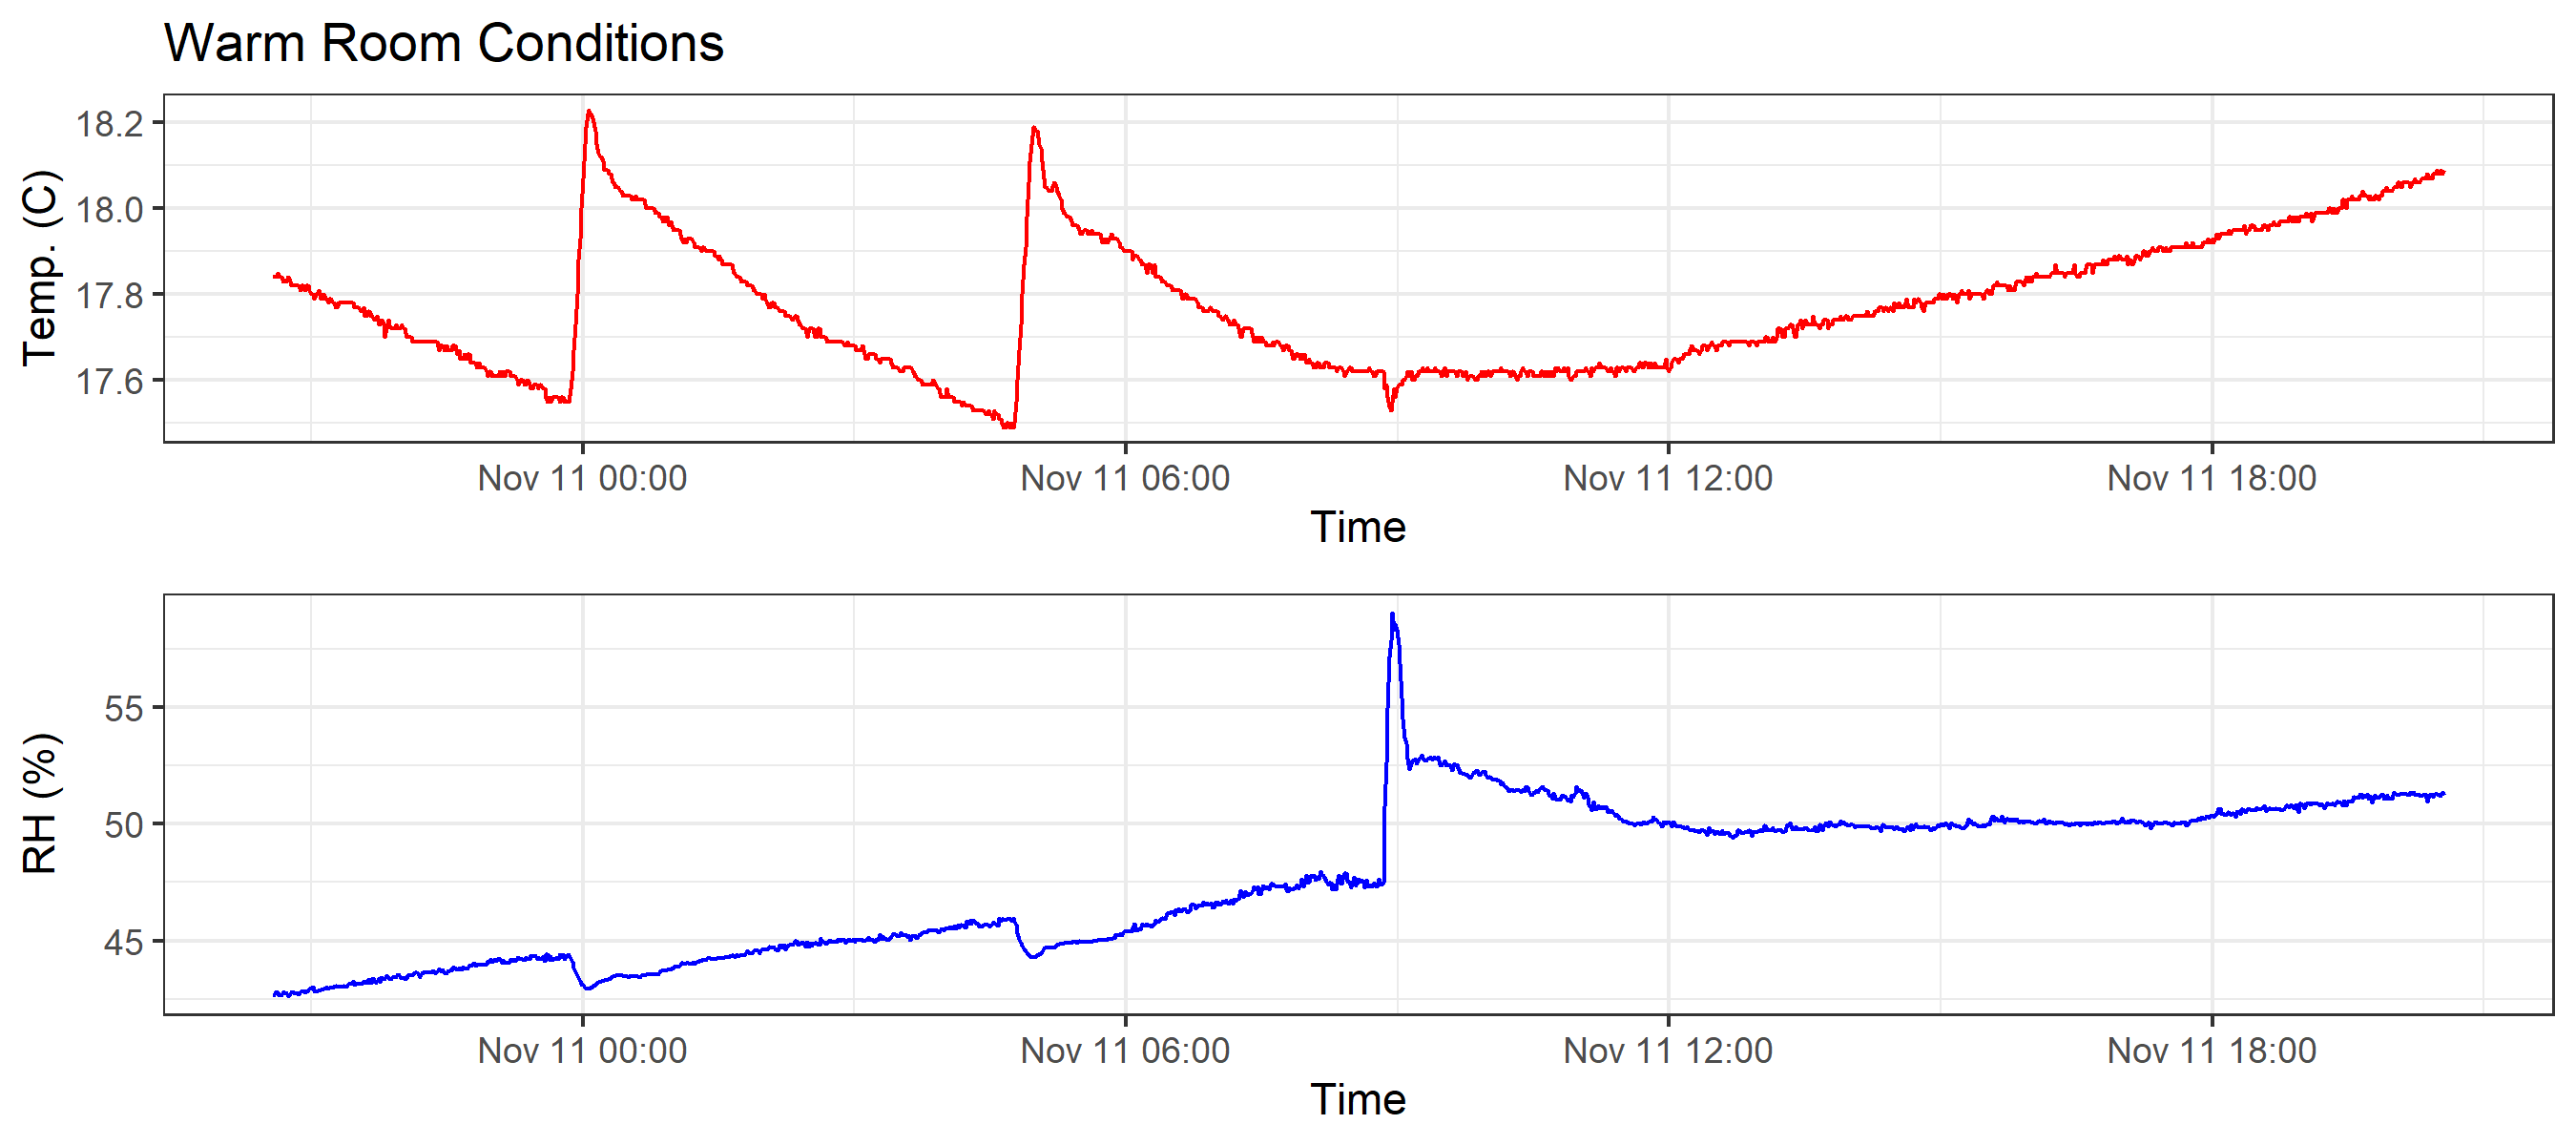 Warm Room Conditions
Temp. (C)
18.2
18.0
17.8
17.6
Nov 11 00:00 Nov 11 06:00 Nov 11 12:00 Nov 11 18:00
Time
RH (%)
55
50
45
Nov 11 00:00 Nov 11 06:00 Nov 11 12:00 Nov 11 18:00
Time